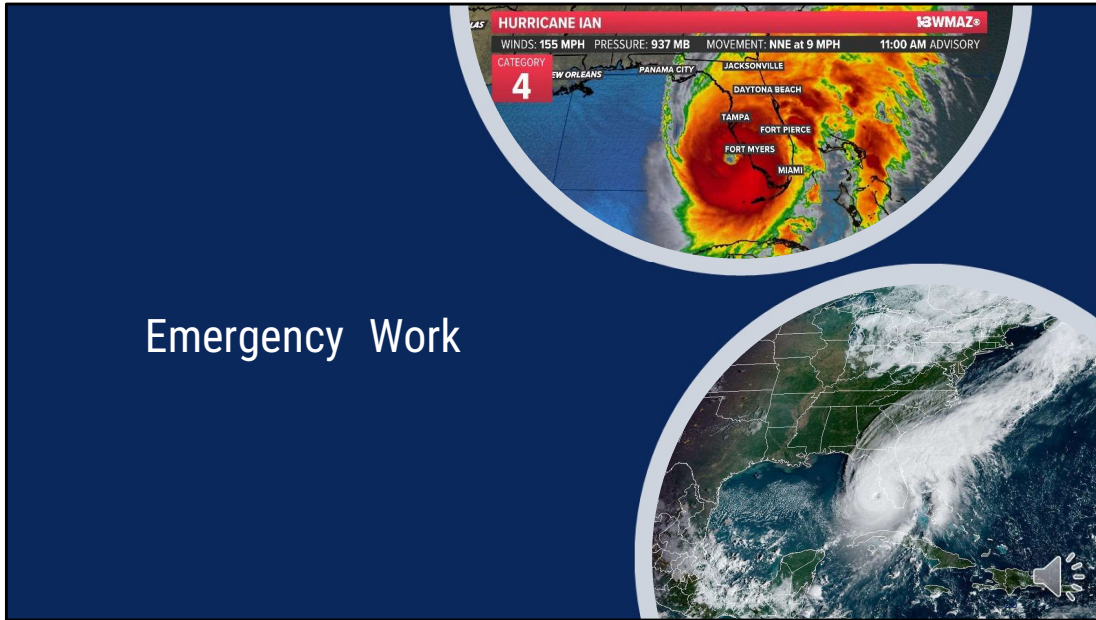 HURRICANE IAN
13WMAZ
WINDS: 155 MPH PRESSURE: 937 MB MOVEMENT: NNE at 9 MPH 11:00 AM ADVISORY
CATEGORY
4
EW ORLEANS
PANAMA CITY
JACKSONVILLE
DAYTONA BEACH
TAMPA
FORT PIERCE
FORT MYERS
MIAMI
Emergency Work